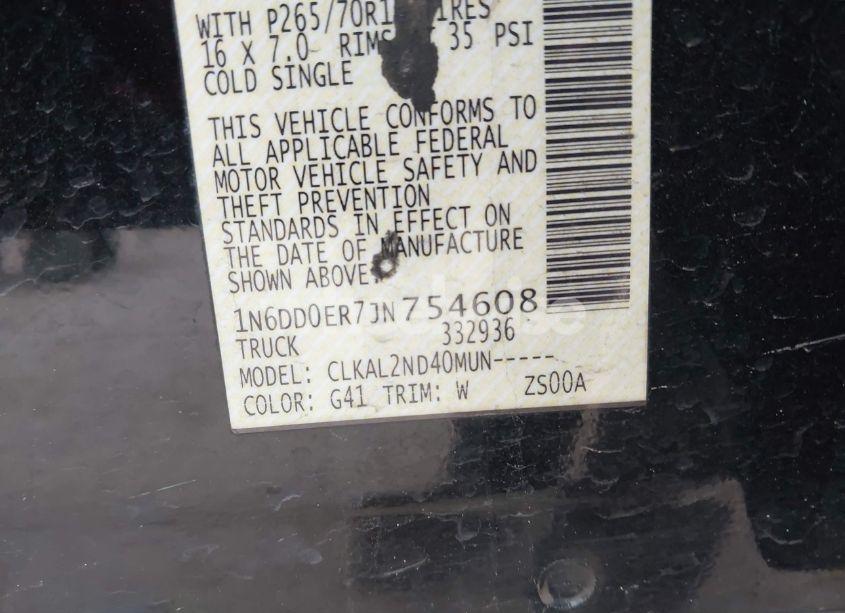 WITH P265/70R1 TIRES
16 X 7.0 RIMS 35 PSI
COLD SINGLE
THIS VEHICLE CONFORMS TO
ALL APPLICABLE FEDERAL
MOTOR VEHICLE SAFETY AND
THEFT PREVENTION
STANDARDS IN EFFECT ON
THE DATE OF MANUFACTURE
SHOWN ABOVE.
1N6DD0ER7JN754608
TRUCK 332936
MODEL: CLKAL2ND40MUN-----
COLOR: G41 TRIM: W ZS00A